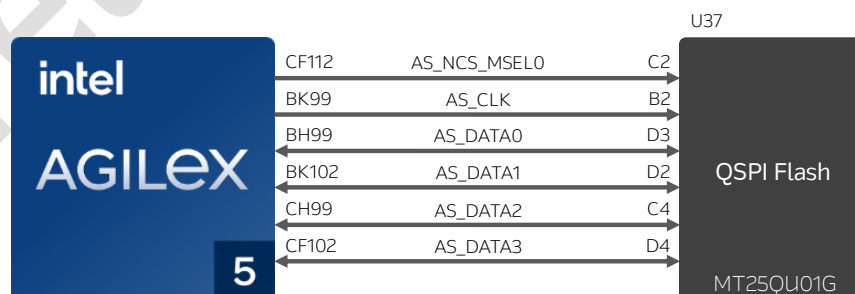 U37
intel
AGILEX
5
CF112 AS_NCS_MSEL0 C2
BK99 AS_CLK B2
BH99 AS_DATA0 D3
BK102 AS_DATA1 D2
CH99 AS_DATA2 C4
CF102 AS_DATA3 D4
QSPI Flash
MT25QU01G